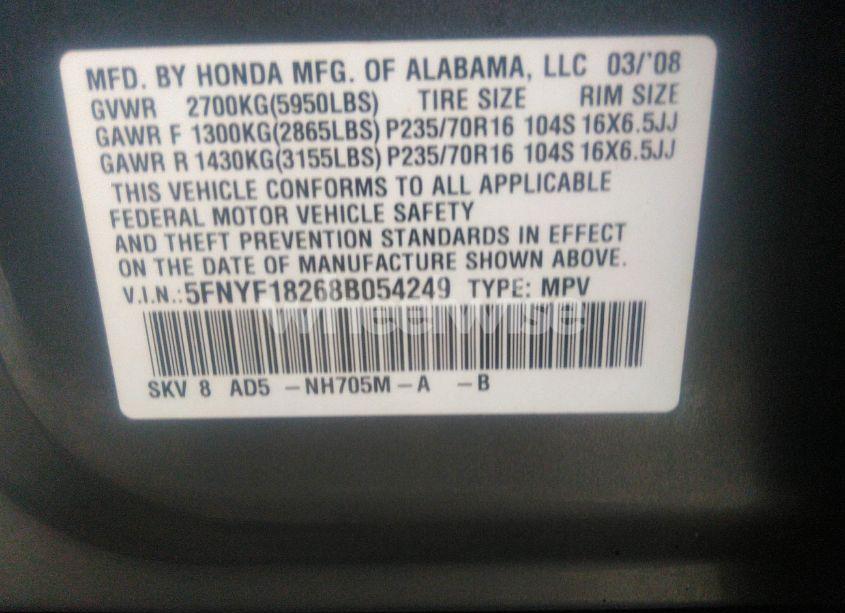 MFD. BY HONDA MFG. OF ALABAMA, LLC 03/'08
GVWR 2700KG(5950LBS) TIRE SIZE RIM SIZE
GAWR F 1300KG(2865LBS) P235/70R16 104S 16X6.5JJ
GAWR R 1430KG(3155LBS) P235/70R16 104S 16X6.5JJ
THIS VEHICLE CONFORMS TO ALL APPLICABLE
FEDERAL MOTOR VEHICLE SAFETY
AND THEFT PREVENTION STANDARDS IN EFFECT
ON THE DATE OF MANUFACTURE SHOWN ABOVE.
V.I.N.:5FNYF18268B054249 TYPE: MPV
Wheelwise
SKV 8 AD5 -NH705M-A -B